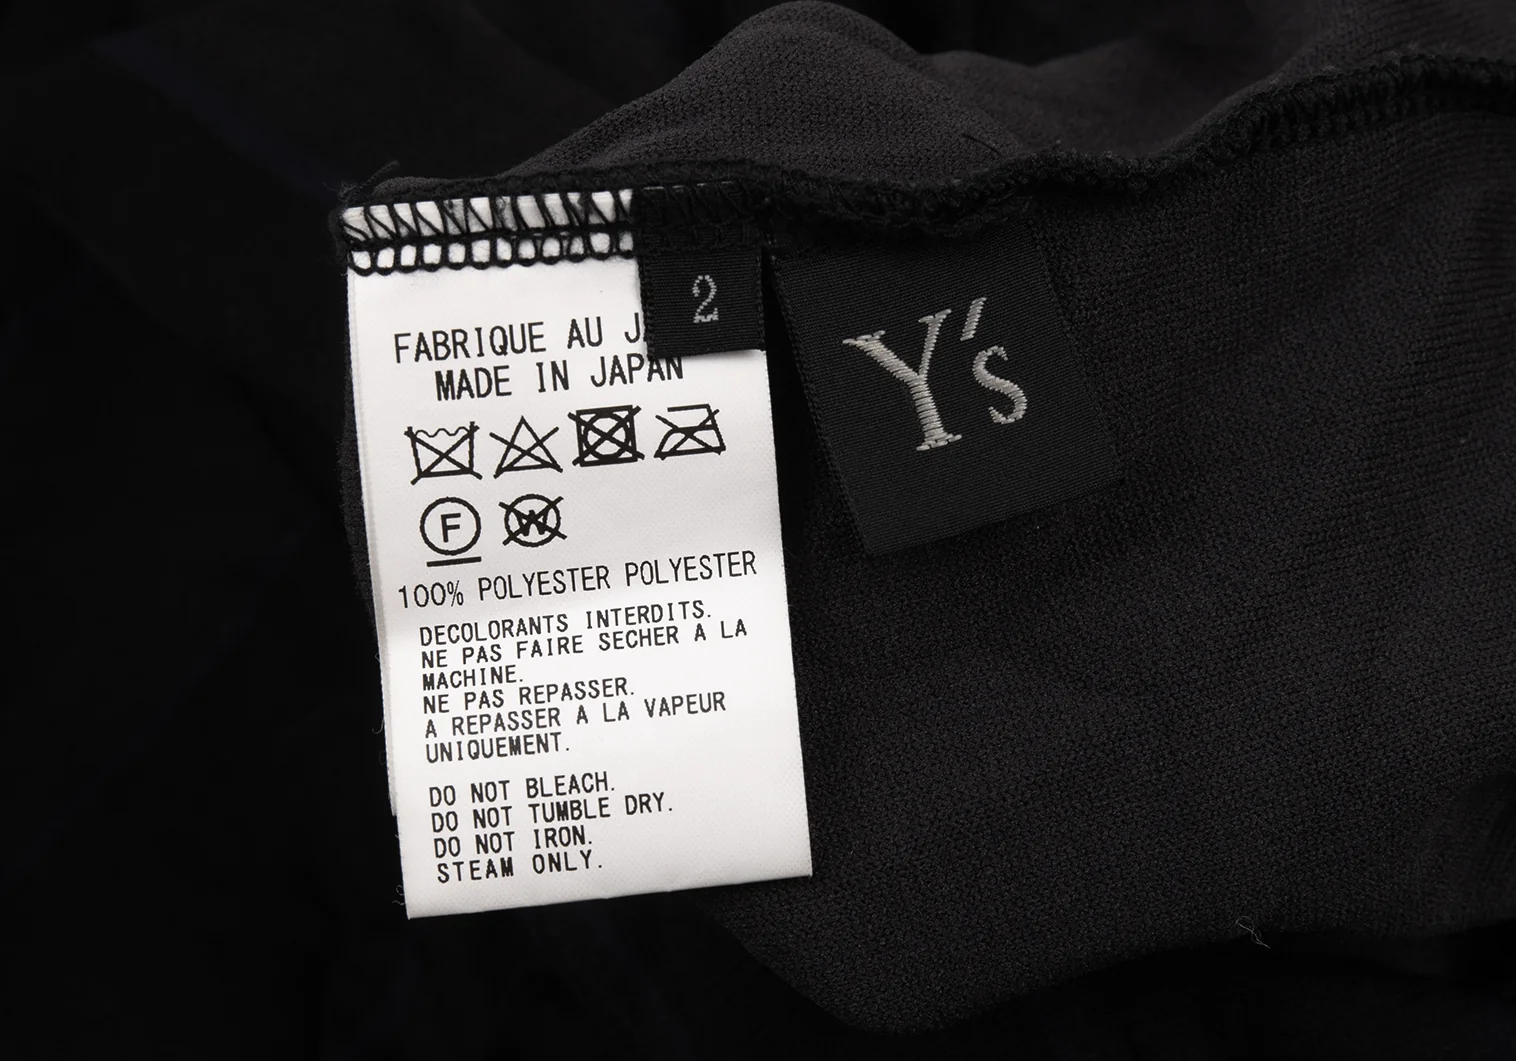 2
Y's
FABRIQUE AU
MADE IN JAPAN
F
W
100% POLYESTER POLYESTER
DECOLORANTS INTERDITS.
NE PAS FAIRE SECHER A LA
MACHINE.
NE PAS REPASSER.
A REPASSER A LA VAPEUR
UNIQUEMENT.
DO NOT BLEACH.
DO NOT TUMBLE DRY.
DO NOT IRON.
STEAM ONLY.